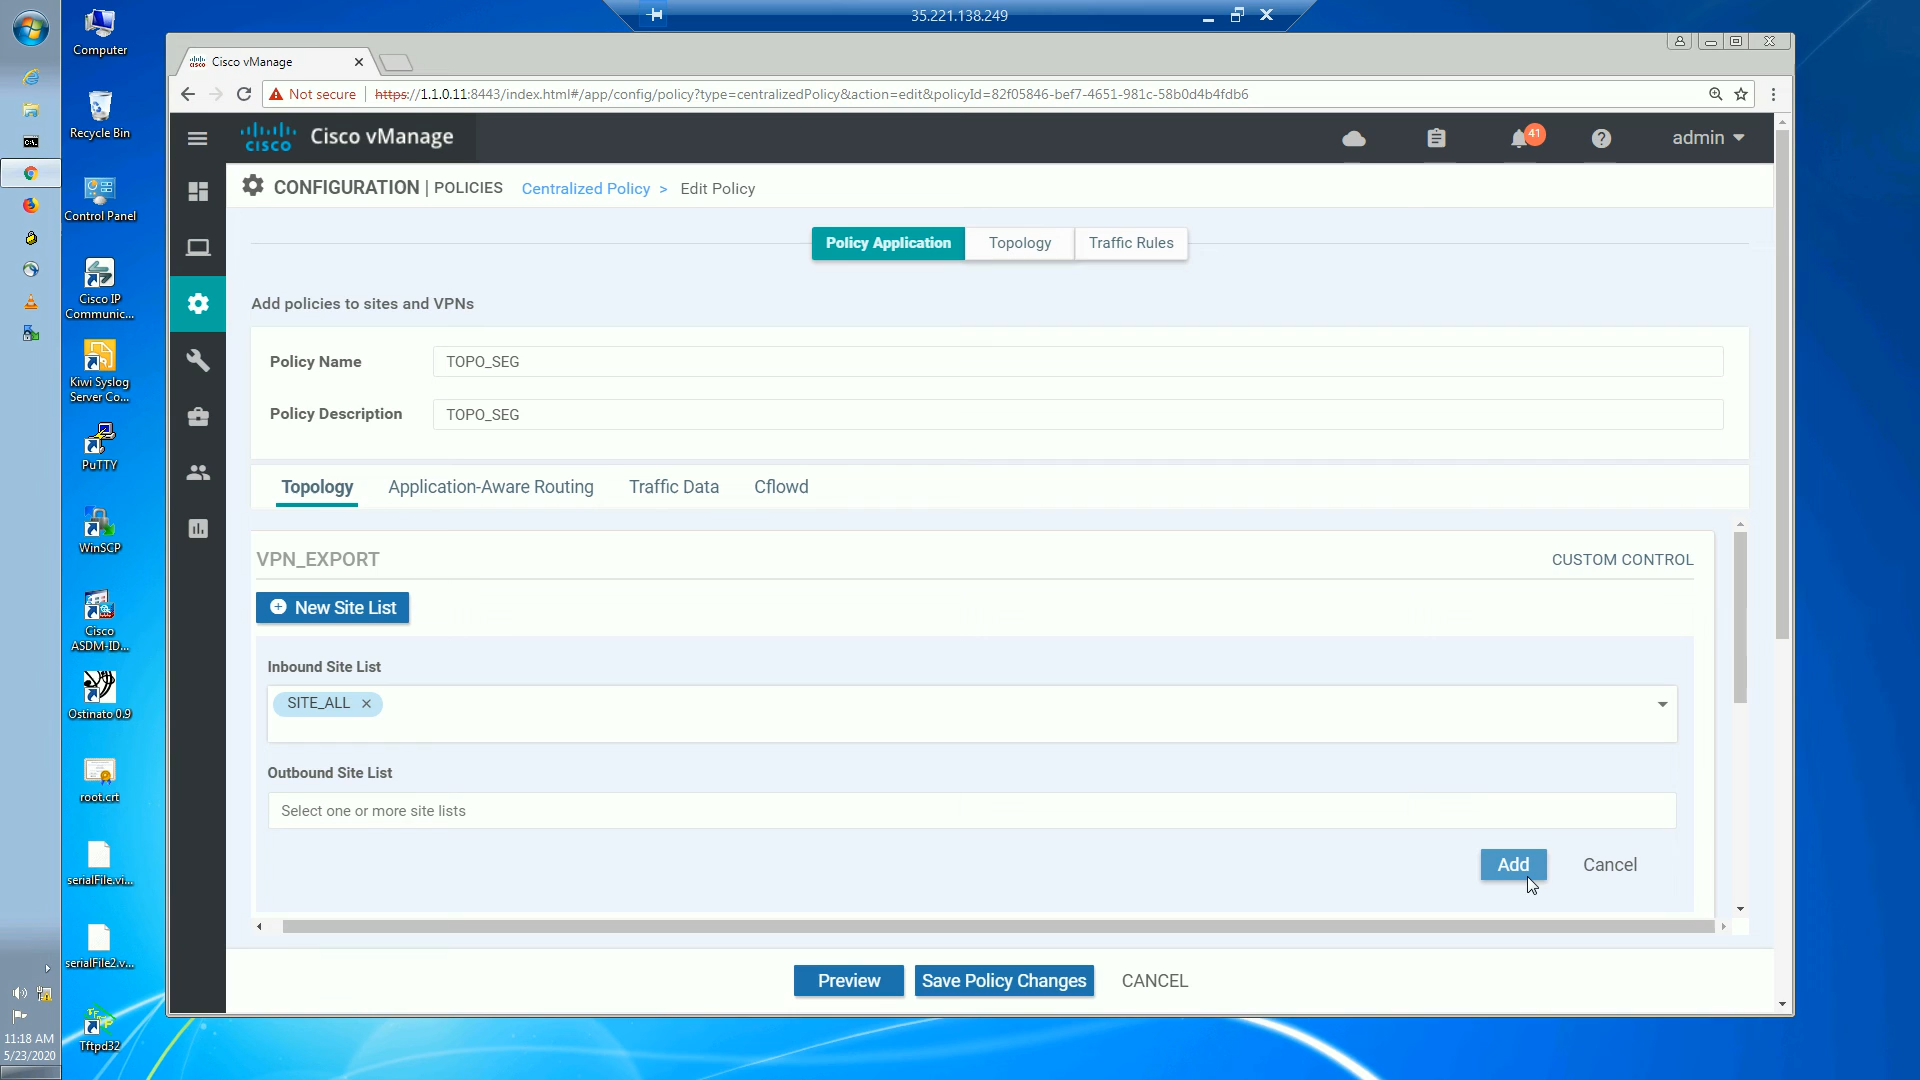 35.221.138.249
Computer
Recycle Bin
Control Panel
Cisco IP
Communic...
Kiwi Syslog
Server Co...
PuTTY
WinSCP
Cisco
ASDM-ID...
Ostinato 0.9
root.crt
serialFile.vi...
serialFile2.v...
Tftpd32
11:18 AM
5/23/2020
Cisco vManage
Not secure | https://1.1.0.11:8443/index.html#/app/config/policy?type=centralizedPolicy&action=edit&policyId=82f05846-bef7-4651-981c-58b0d4b4fdb6
cisco Cisco vManage
41
admin
CONFIGURATION | POLICIES Centralized Policy > Edit Policy
Policy Application Topology Traffic Rules
Add policies to sites and VPNs
Policy Name TOPO_SEG
Policy Description TOPO_SEG
Topology Application-Aware Routing Traffic Data Cflowd
VPN_EXPORT CUSTOM CONTROL
New Site List
Inbound Site List
SITE_ALL
Outbound Site List
Select one or more site lists
Add Cancel
Preview Save Policy Changes CANCEL